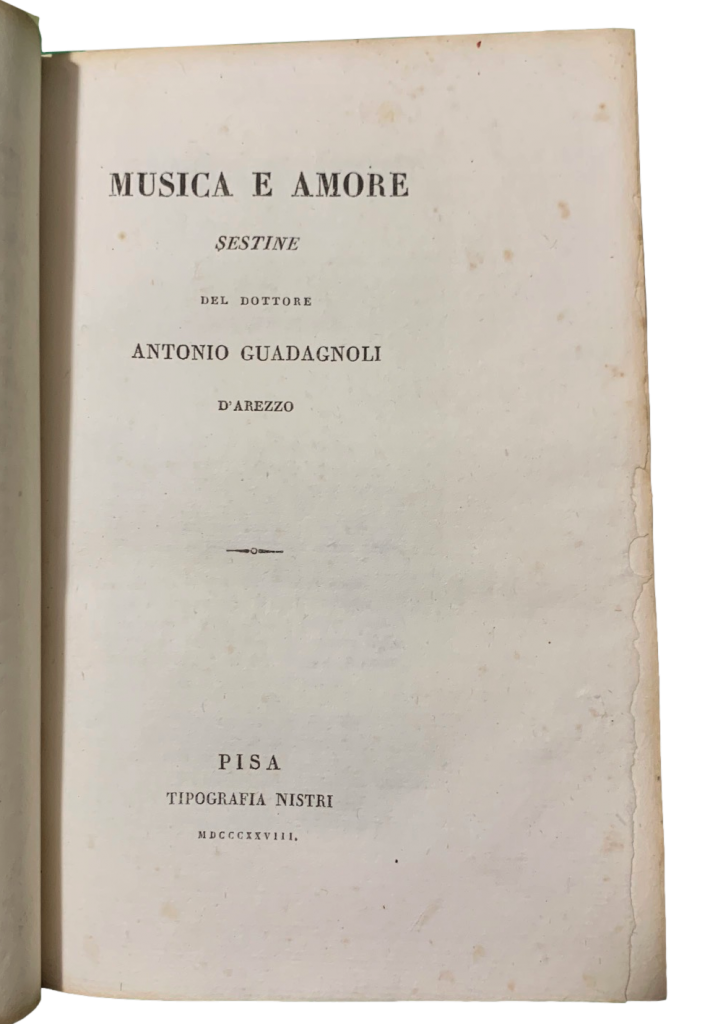 MUSICA E AMORE
SESTINE
DEL DOTTORE
ANTONIO GUADAGNOLI
D'AREZZO
PISA
TIPOGRAFIA NISTRI
MDCCCXXVIII.